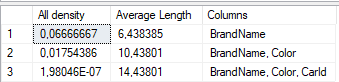 All density Average Length Columns
1 0,06666667 6,438385 BrandName
2 0,01754386 10,43801 BrandName, Color
3 1,98046E-07 14,43801 BrandName, Color, CarId